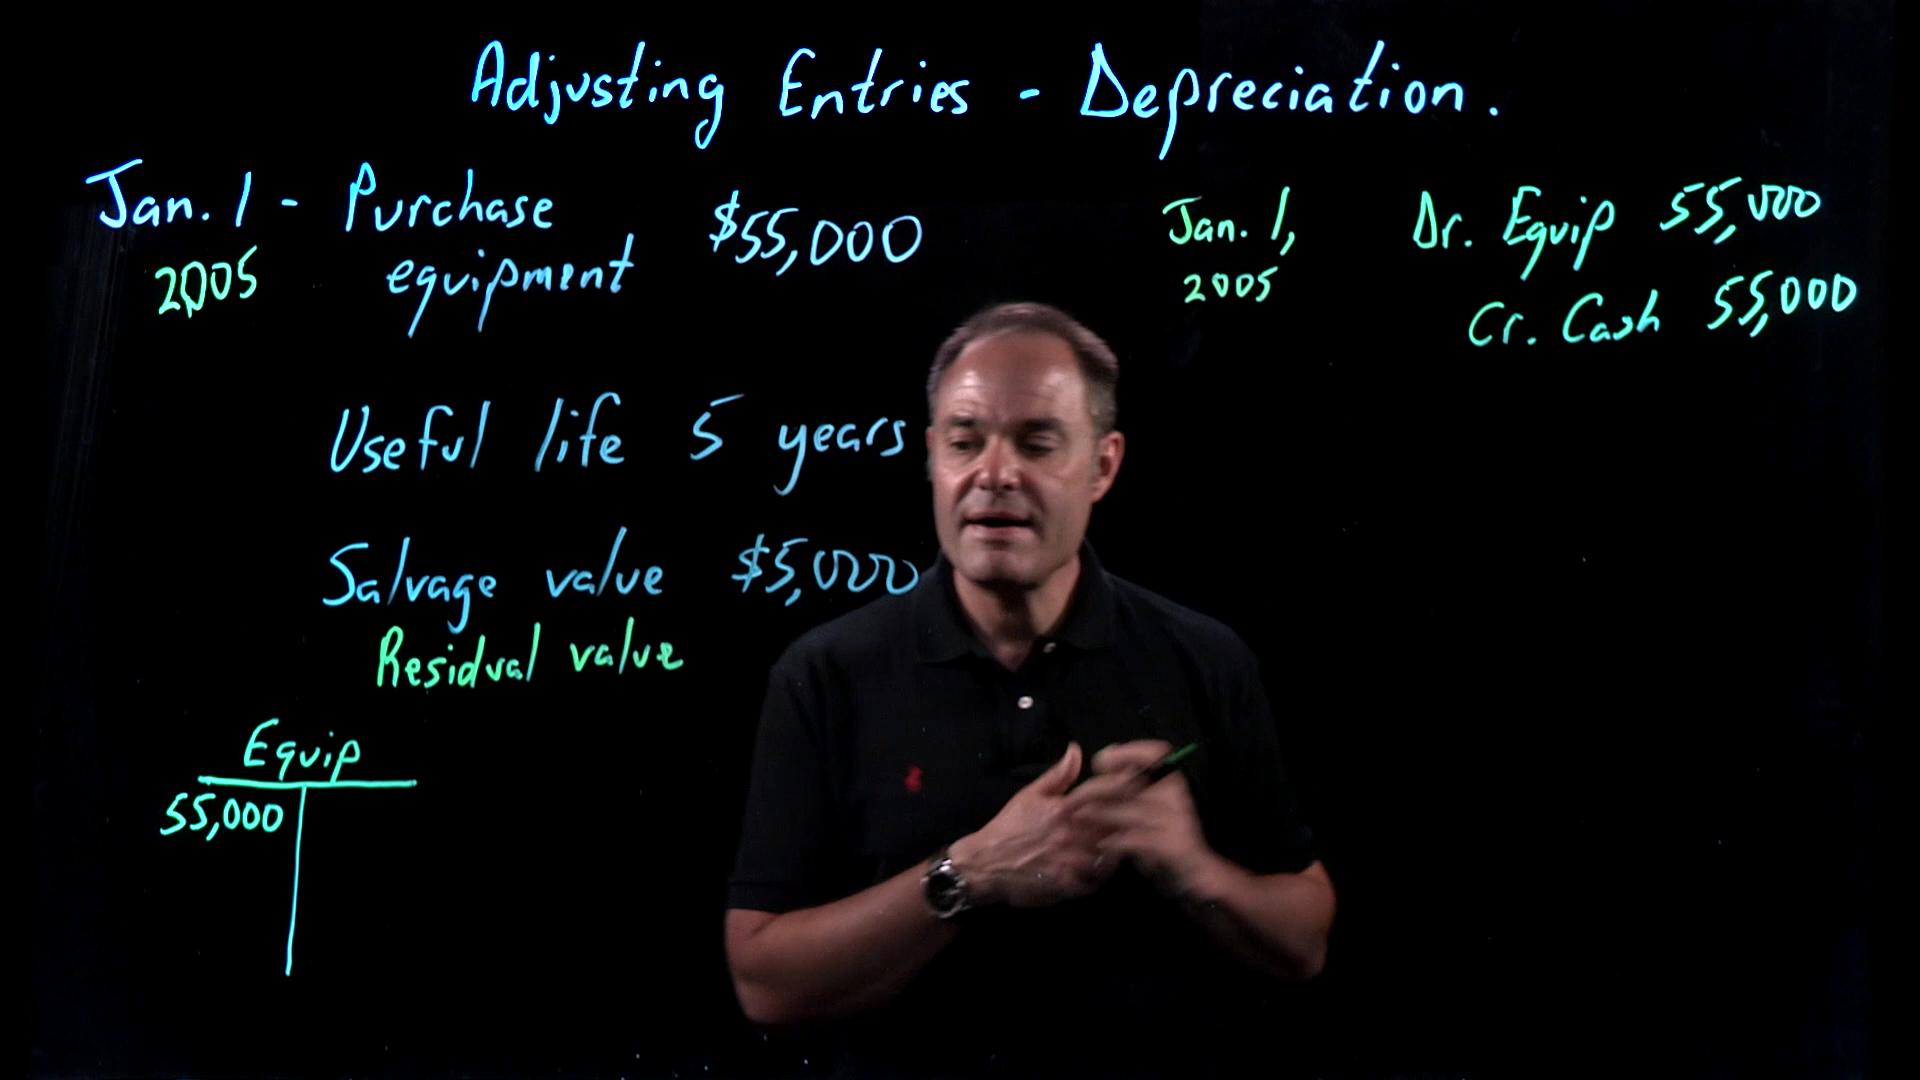 Adjusting Entries - Depreciation.
Jan. 1 - Purchase equipment $55,000
2005
Useful life 5 years
Salvage value $5,000
Residual value
Equip
55,000
Jan. 1, 2005
Dr. Equip 55,000
Cr. Cash 55,000